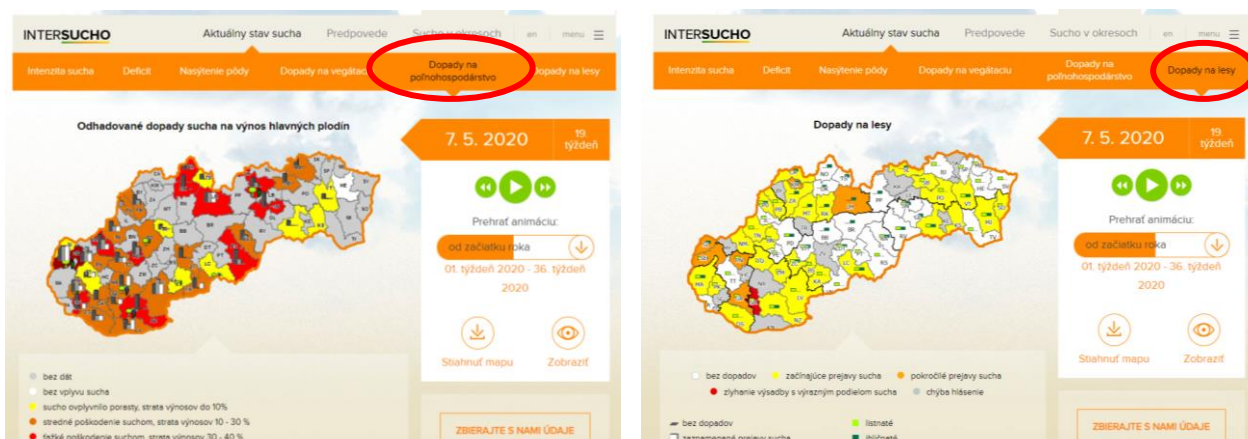 INTERSUCHO
Aktuálny stav sucha
Predpovede
Sucho v okresoch
en
menu
Intenzita sucha
Deficit
Nasýtenie pôdy
Dopady na vegetáciu
Dopady na
poľnohospodárstvo
Dopady na lesy
Odhadované dopady sucha na výnos hlavných plodín
7. 5. 2020
19.
týždeň
Prehrať animáciu:
od začiatku roka
01. týždeň 2020 - 36. týždeň
2020
Stiahnuť mapu
Zobraziť
bez dát
bez vplyvu sucha
sucho ovplyvnilo porasty, strata výnosov do 10%
stredné poškodenie suchom, strata výnosov 10 - 30 %
ťažké poškodenie suchom, strata výnosov 30 - 40 %
ZBIERAJTE S NAMI ÚDAJE
INTERSUCHO
Aktuálny stav sucha
Predpovede
Sucho v okresoch
en
menu
Intenzita sucha
Deficit
Nasýtenie pôdy
Dopady na vegetáciu
Dopady na
poľnohospodárstvo
Dopady na lesy
Dopady na lesy
7. 5. 2020
19.
týždeň
Prehrať animáciu:
od začiatku roka
01. týždeň 2020 - 36. týždeň
2020
Stiahnuť mapu
Zobraziť
bez dopadov
začínajúce prejavy sucha
pokročilé prejavy sucha
zlyhanie výsadby s výrazným podielom sucha
chýba hlásenie
bez dopadov
listnaté
zaznamenané prejavy sucha
ihličnaté
ZBIERAJTE S NAMI ÚDAJE